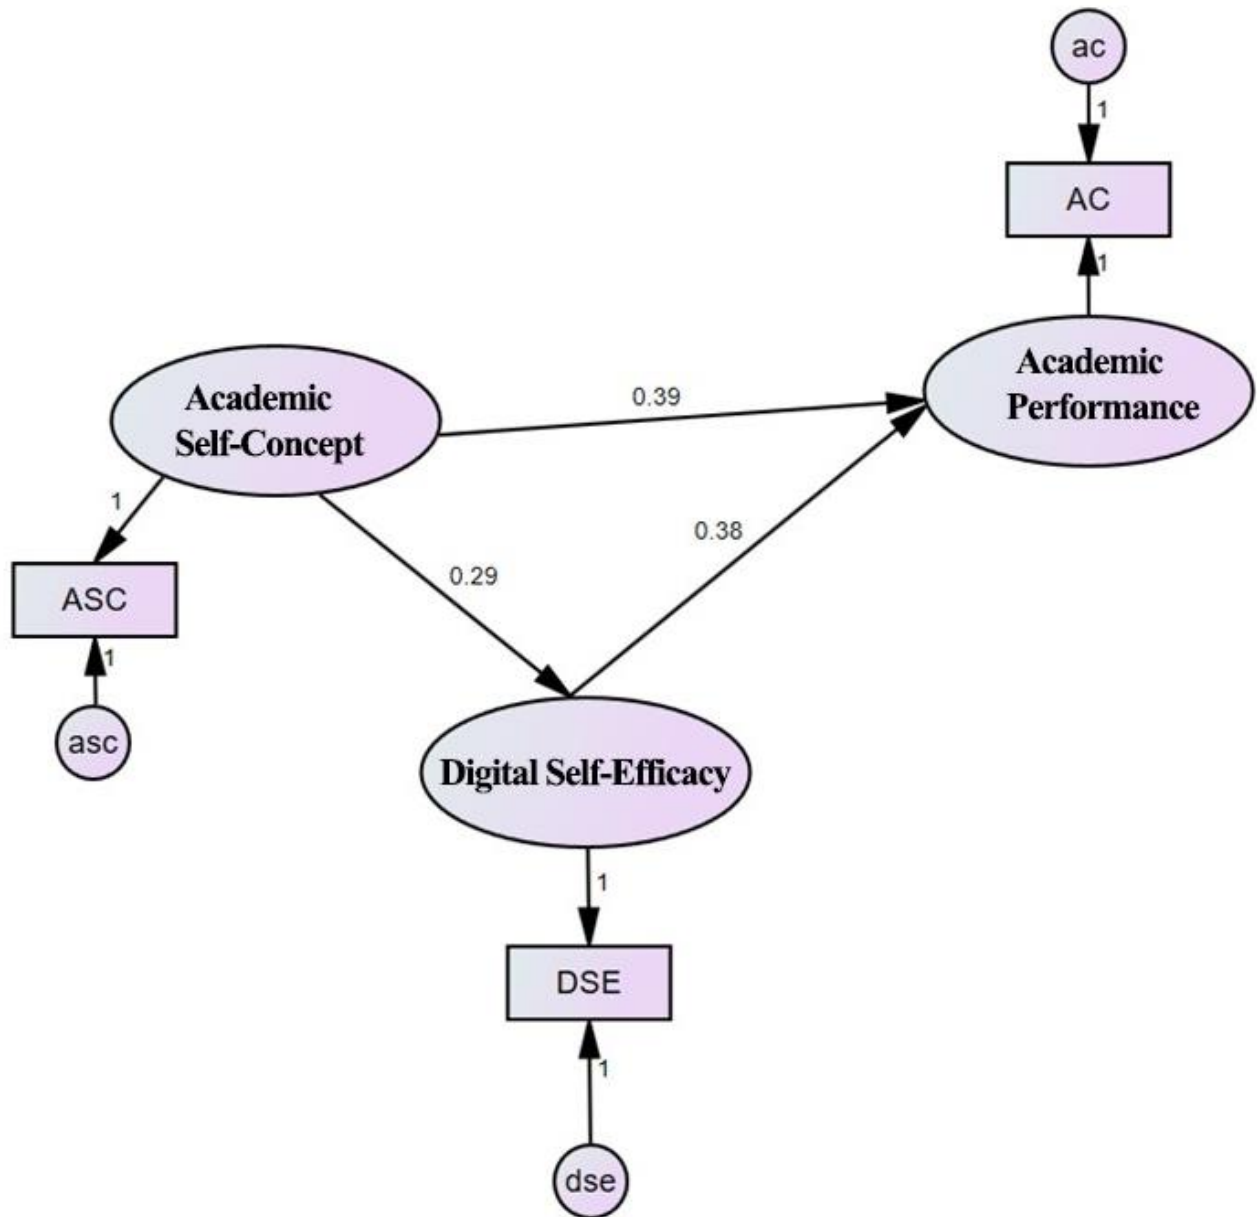 ac
1
AC
1
Academic
Performance
Academic
Self-Concept
0.39
1
0.38
0.29
ASC
1
asc
Digital Self-Efficacy
1
DSE
1
dse